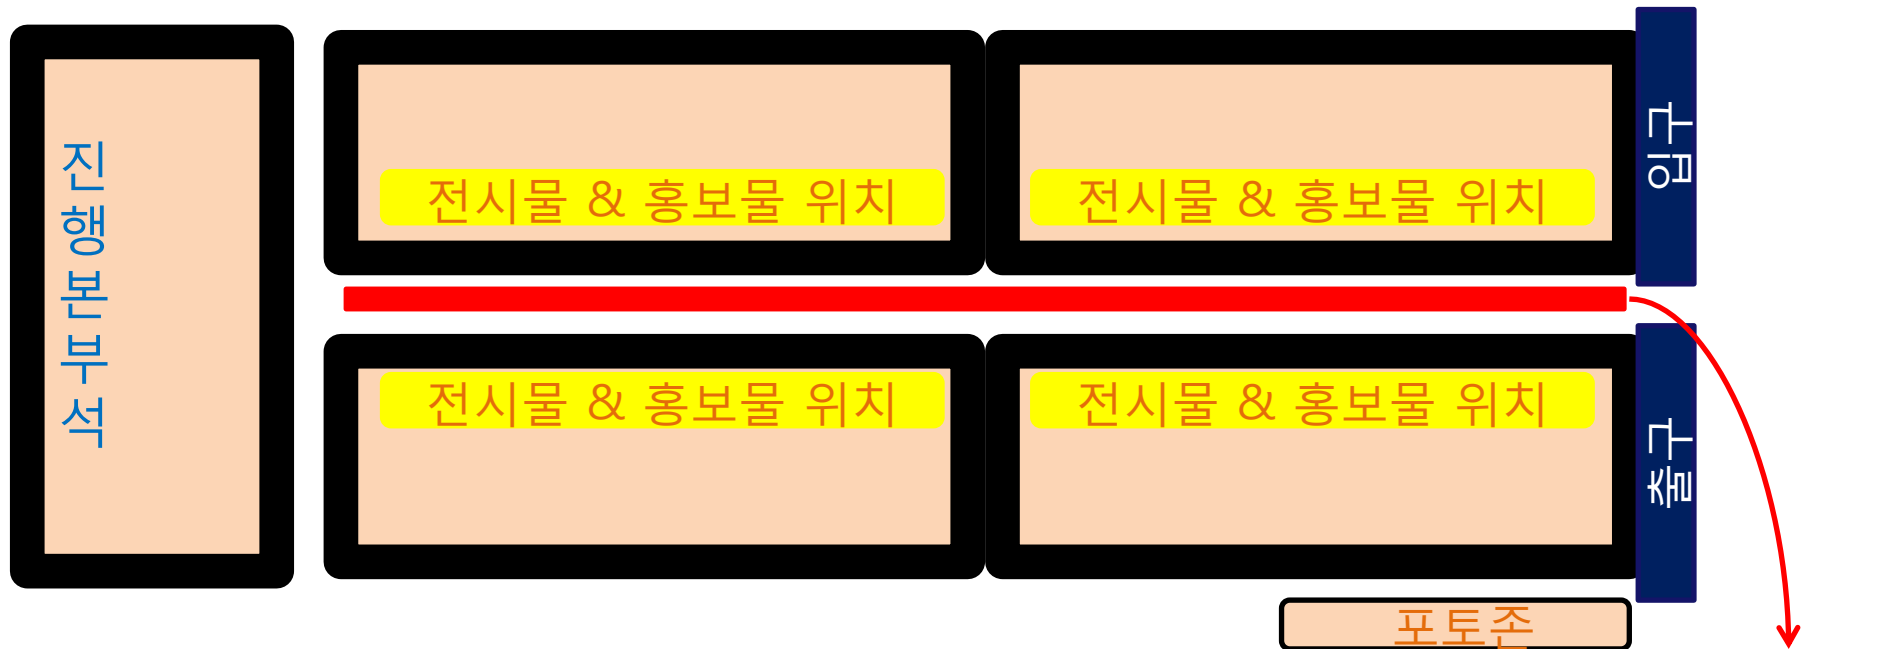 진행본부석
전시물 & 홍보물 위치
전시물 & 홍보물 위치
입구
전시물 & 홍보물 위치
전시물 & 홍보물 위치
출구
포토존